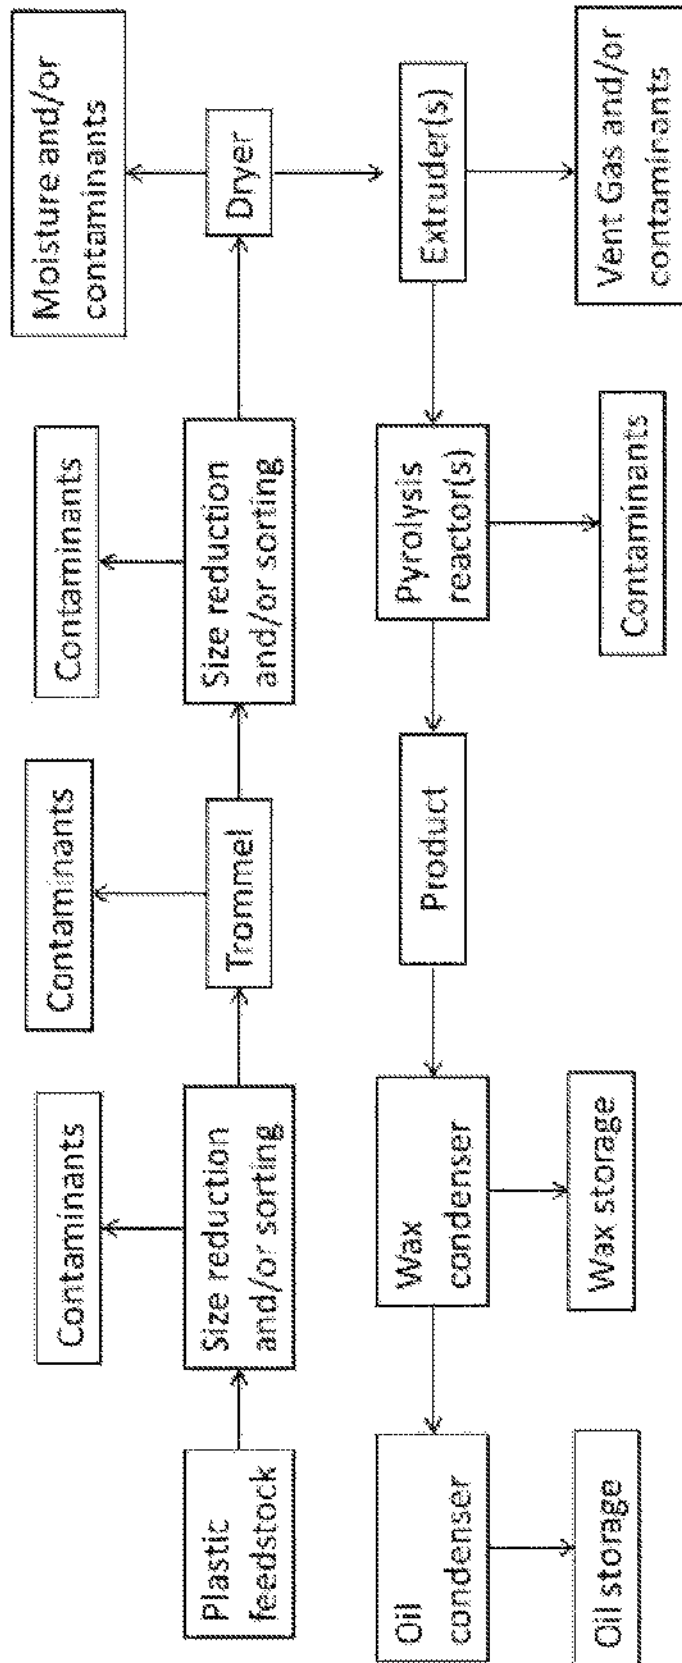 Plastic
feedstock
Size reduction
and/or sorting
Contaminants
Trommel
Contaminants
Size reduction
and/or sorting
Contaminants
Dryer
Moisture and/or
contaminants
Extruder(s)
Vent Gas and/or
contaminants
Pyrolysis
reactor(s)
Contaminants
Product
Wax
condenser
Wax storage
Oil
condenser
Oil storage